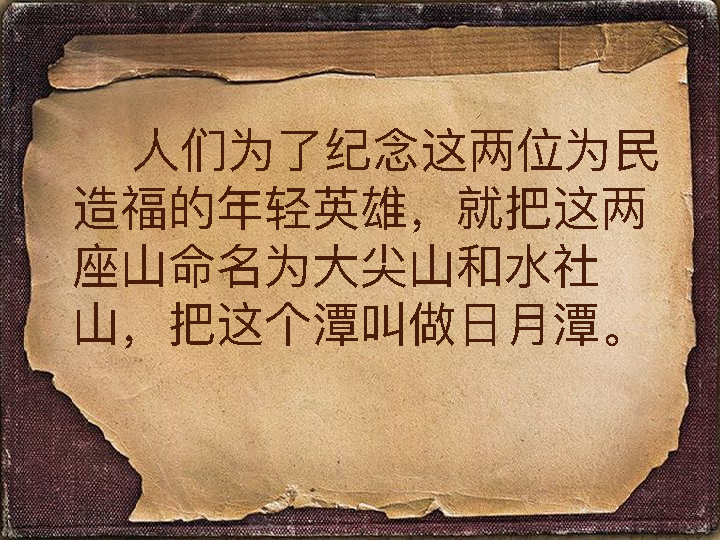 人们为了纪念这两位为民
造福的年轻英雄，就把这两
座山命名为大尖山和水社
山，把这个潭叫做日月潭。